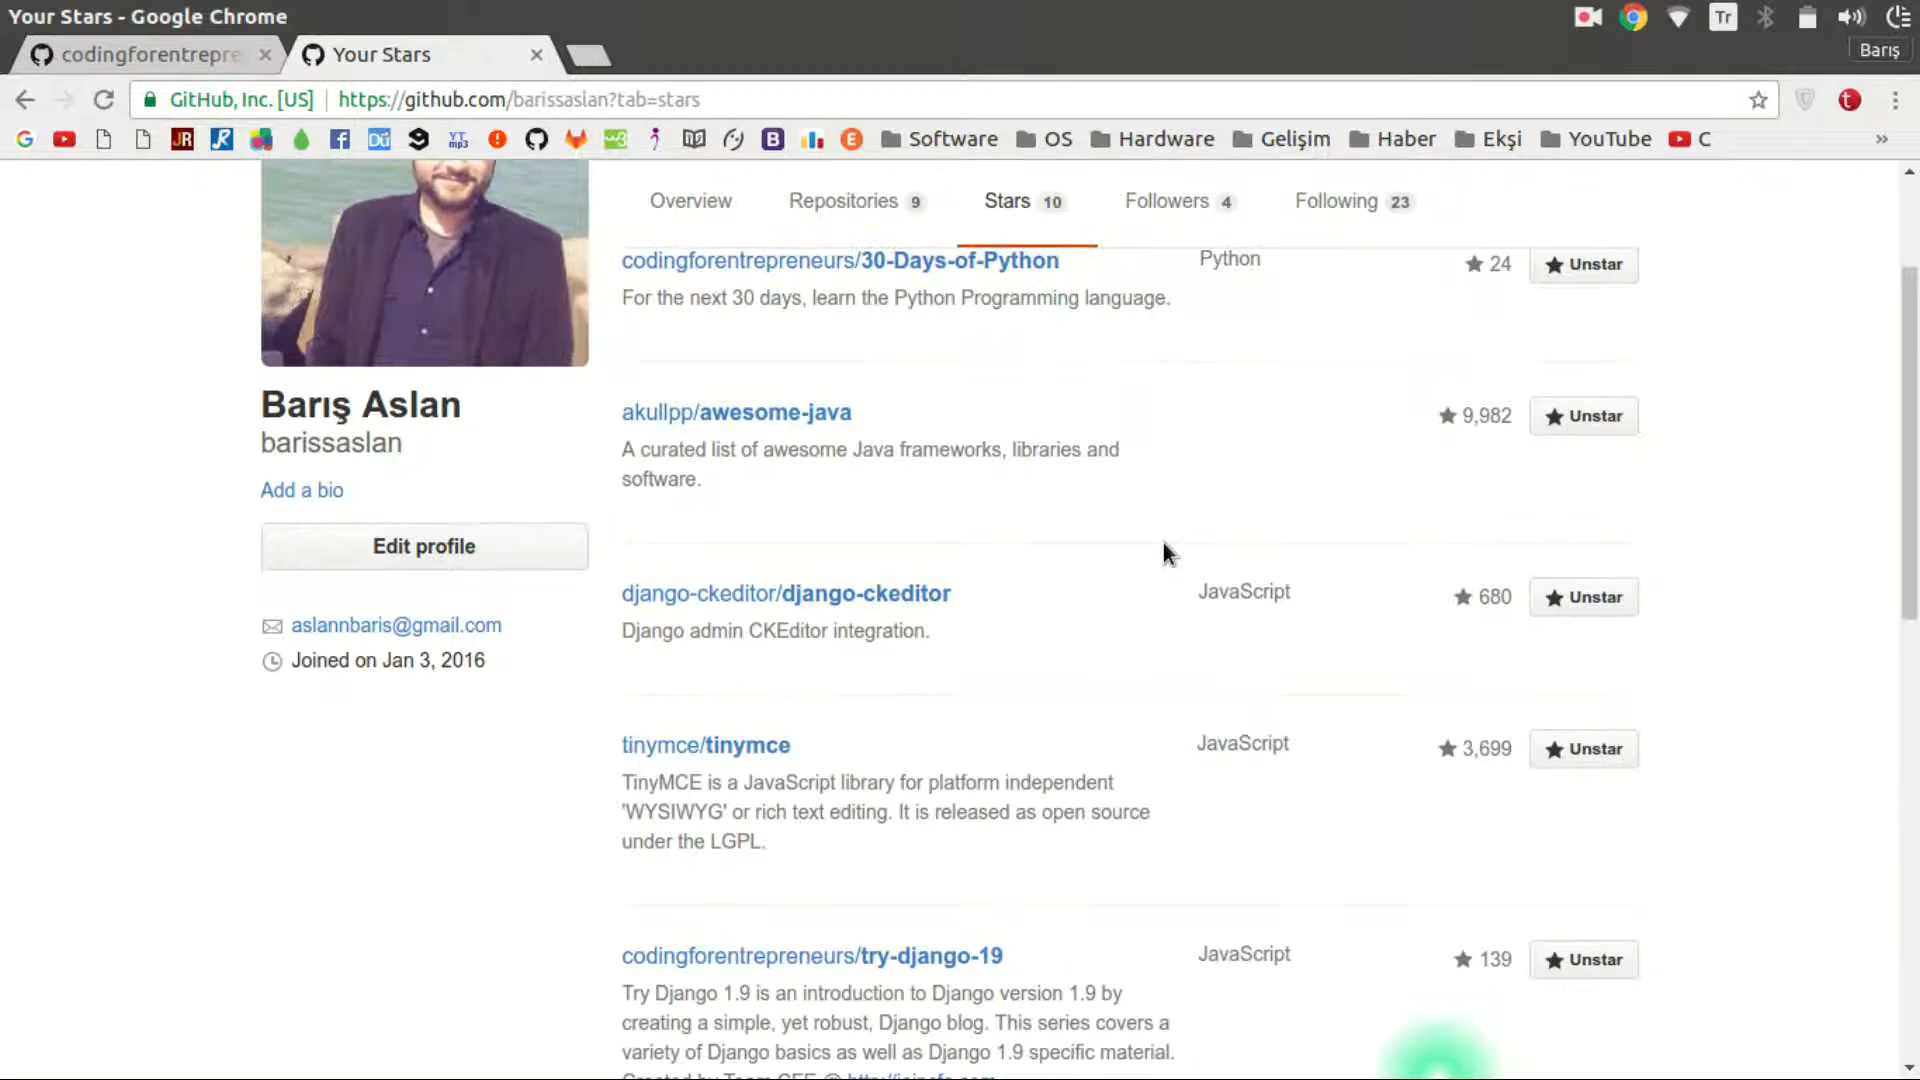 Your Stars - Google Chrome
Tr
codingforentrepre
Your Stars
Barış
GitHub, Inc. [US]
https://github.com/barissaslan?tab=stars
Software
OS
Hardware
Gelişim
Haber
Ekşi
YouTube
C
Overview
Repositories 9
Stars 10
Followers 4
Following 23
codingforentrepreneurs/30-Days-of-Python
Python
24
Unstar
For the next 30 days, learn the Python Programming language.
Barış Aslan
barissaslan
Add a bio
Edit profile
aslannbaris@gmail.com
Joined on Jan 3, 2016
akullpp/awesome-java
9,982
Unstar
A curated list of awesome Java frameworks, libraries and
software.
django-ckeditor/django-ckeditor
JavaScript
680
Unstar
Django admin CKEditor integration.
tinymce/tinymce
JavaScript
3,699
Unstar
TinyMCE is a JavaScript library for platform independent
'WYSIWYG' or rich text editing. It is released as open source
under the LGPL.
codingforentrepreneurs/try-django-19
JavaScript
139
Unstar
Try Django 1.9 is an introduction to Django version 1.9 by
creating a simple, yet robust, Django blog. This series covers a
variety of Django basics as well as Django 1.9 specific material.